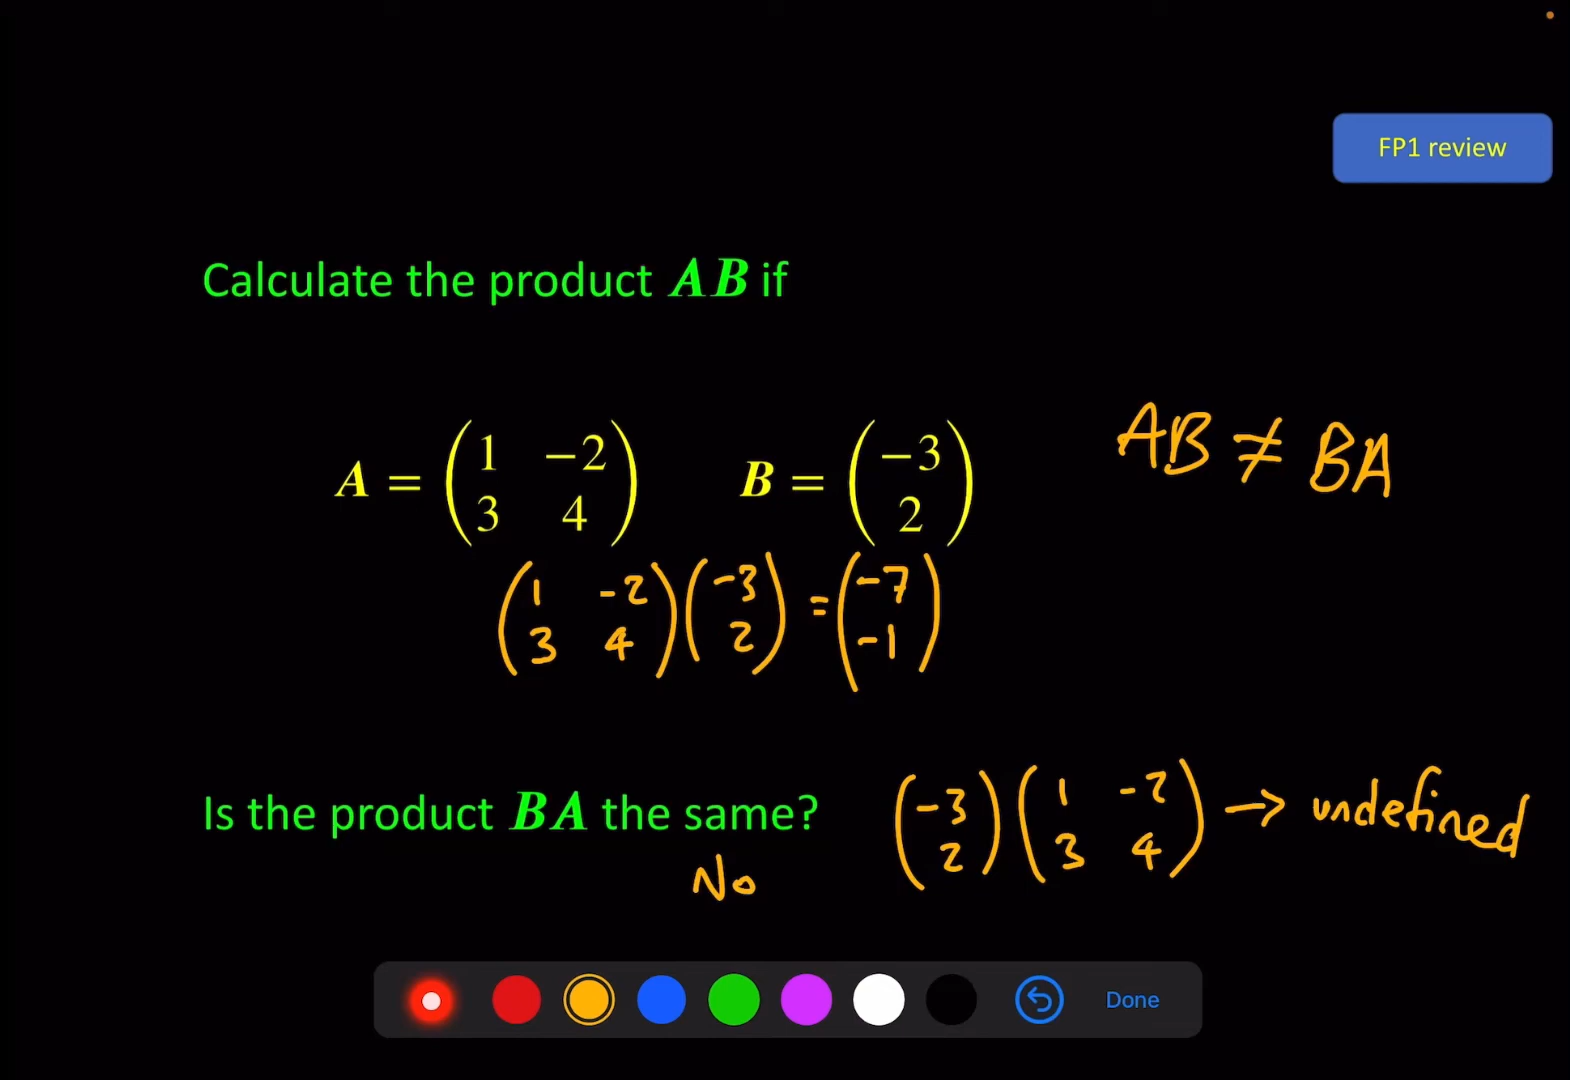 FP1 review
Calculate the product AB if
A = (1 −2
3 4) B = (−3
2)
AB ≠ BA
(1 -2
3 4)(-3
2) = (-7
-1)
Is the product BA the same?
No
(-3
2)(1 -2
3 4) → undefined
Done